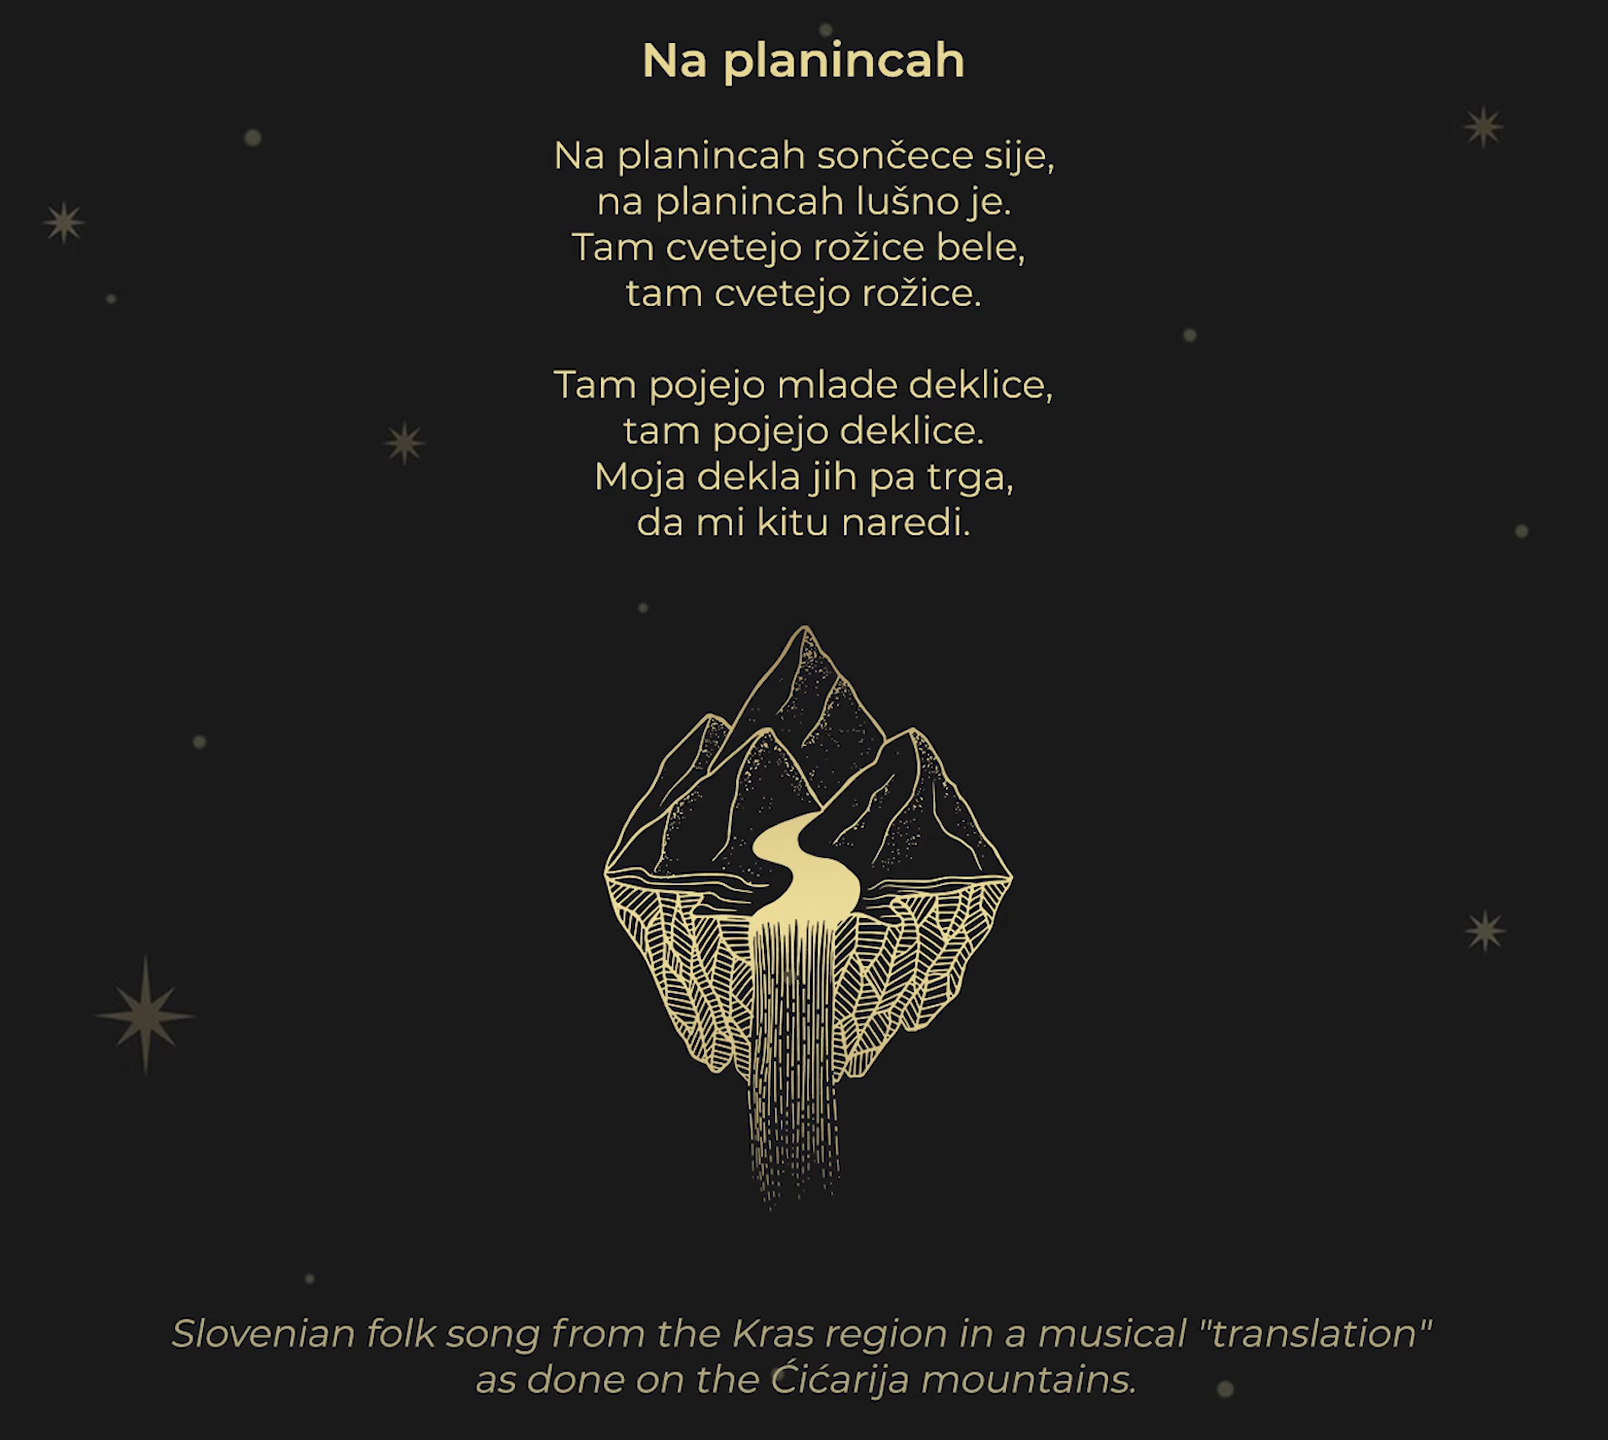 Na planincah
Na planincah sončece sije,
na planincah lušno je.
Tam cvetejo rožice bele,
tam cvetejo rožice.
Tam pojejo mlade deklice,
tam pojejo deklice.
Moja dekla jih pa trga,
da mi kitu naredi.
Slovenian folk song from the Kras region in a musical "translation"
as done on the Ćićarija mountains.